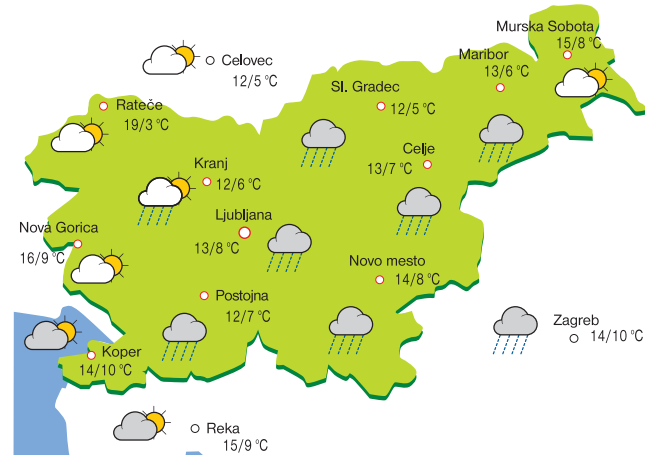 Murska Sobota
15/8 °C
Maribor
13/6 °C
Celovec
12/5 °C
Sl. Gradec
12/5 °C
Rateče
19/3 °C
Celje
13/7 °C
Kranj
12/6 °C
Ljubljana
13/8 °C
Nova Gorica
16/9 °C
Novo mesto
14/8 °C
Postojna
12/7 °C
Zagreb
14/10 °C
Koper
14/10 °C
Reka
15/9 °C